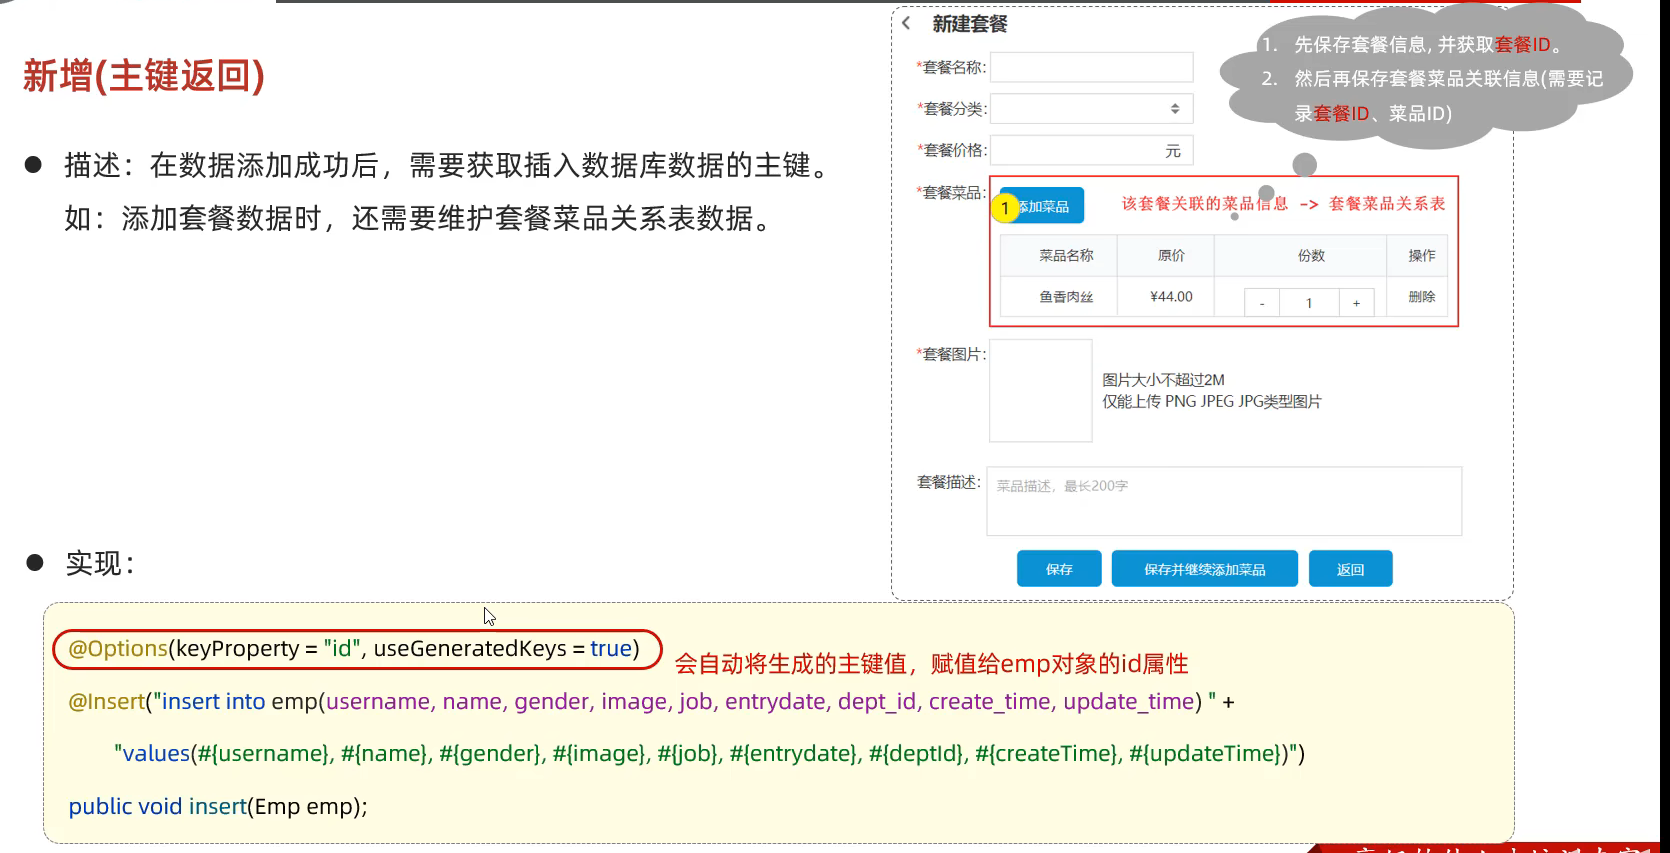 新增(主键返回)
描述：在数据添加成功后，需要获取插入数据库数据的主键。
如：添加套餐数据时，还需要维护套餐菜品关系表数据。
新建套餐
*套餐名称:
*套餐分类:
*套餐价格:
元
1. 先保存套餐信息, 并获取套餐ID。
2. 然后再保存套餐菜品关联信息(需要记
录套餐ID、菜品ID)
*套餐菜品:
1
添加菜品
该套餐关联的菜品信息 -> 套餐菜品关系表
菜品名称 原价 份数 操作
鱼香肉丝 ¥44.00 - 1 + 删除
*套餐图片:
图片大小不超过2M
仅能上传 PNG JPEG JPG类型图片
套餐描述:
菜品描述，最长200字
保存 保存并继续添加菜品 返回
实现：
@Options(keyProperty = "id", useGeneratedKeys = true)
会自动将生成的主键值，赋值给emp对象的id属性
@Insert("insert into emp(username, name, gender, image, job, entrydate, dept_id, create_time, update_time) " +
"values(#{username}, #{name}, #{gender}, #{image}, #{job}, #{entrydate}, #{deptId}, #{createTime}, #{updateTime})")
public void insert(Emp emp);